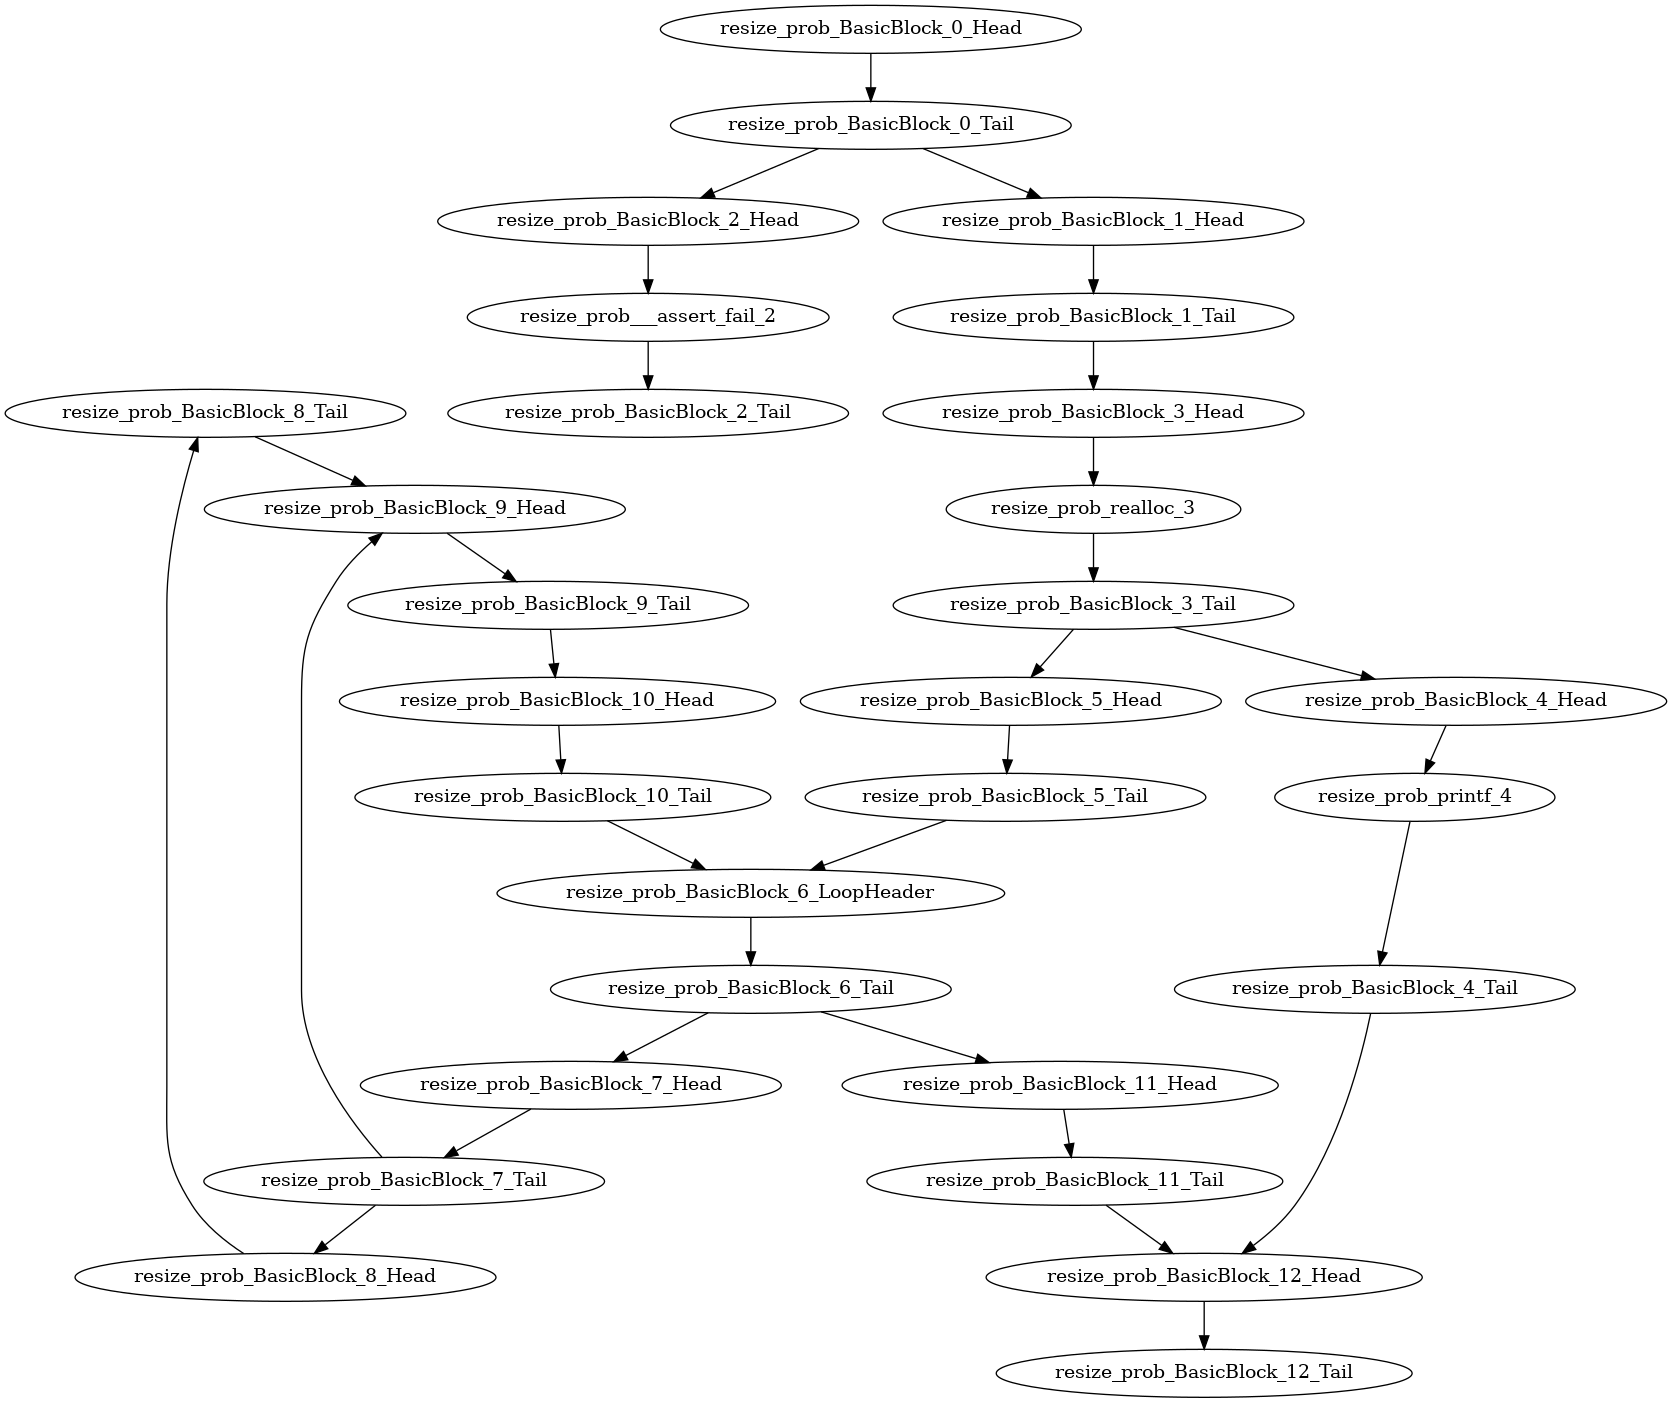 resize_prob_BasicBlock_0_Head
resize_prob_BasicBlock_0_Tail
resize_prob_BasicBlock_2_Head
resize_prob_BasicBlock_1_Head
resize_prob___assert_fail_2
resize_prob_BasicBlock_1_Tail
resize_prob_BasicBlock_8_Tail
resize_prob_BasicBlock_2_Tail
resize_prob_BasicBlock_3_Head
resize_prob_BasicBlock_9_Head
resize_prob_realloc_3
resize_prob_BasicBlock_9_Tail
resize_prob_BasicBlock_3_Tail
resize_prob_BasicBlock_10_Head
resize_prob_BasicBlock_5_Head
resize_prob_BasicBlock_4_Head
resize_prob_BasicBlock_10_Tail
resize_prob_BasicBlock_5_Tail
resize_prob_printf_4
resize_prob_BasicBlock_6_LoopHeader
resize_prob_BasicBlock_6_Tail
resize_prob_BasicBlock_4_Tail
resize_prob_BasicBlock_7_Head
resize_prob_BasicBlock_11_Head
resize_prob_BasicBlock_7_Tail
resize_prob_BasicBlock_11_Tail
resize_prob_BasicBlock_8_Head
resize_prob_BasicBlock_12_Head
resize_prob_BasicBlock_12_Tail